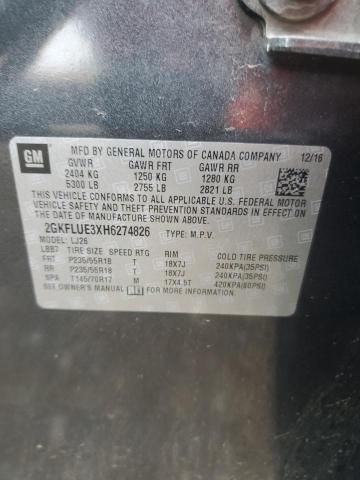 GM
MFD BY GENERAL MOTORS OF CANADA COMPANY 12/16
GVWR GAWR FRT GAWR RR
2404 KG 1250 KG 1280 KG
5300 LB 2755 LB 2821 LB
THIS VEHICLE CONFORMS TO ALL APPLICABLE U.S. FEDERAL MOTOR
VEHICLE SAFETY AND THEFT PREVENTION STANDARDS IN EFFECT
ON THE DATE OF MANUFACTURE SHOWN ABOVE.
2GKFLUE3XH6274826 TYPE: M.P.V.
MODEL: LJ26
LBB7 TIRE SIZE SPEED RTG RIM COLD TIRE PRESSURE
FRT P235/55R18 T 18X7J 240KPA(35PSI)
RR P235/55R18 T 18X7J 240KPA(35PSI)
SPA T145/70R17 M 17X4.5T 420KPA(60PSI)
SEE OWNER'S MANUAL FOR MORE INFORMATION.